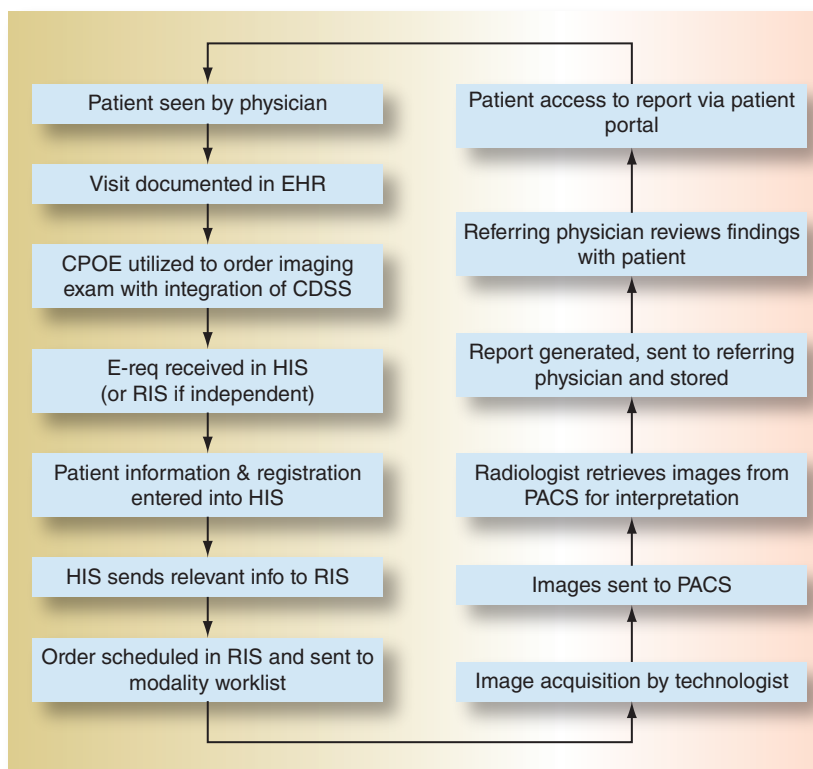 Patient seen by physician
Visit documented in EHR
CPOE utilized to order imaging
exam with integration of CDSS
E-req received in HIS
(or RIS if independent)
Patient information & registration
entered into HIS
HIS sends relevant info to RIS
Order scheduled in RIS and sent to
modality worklist
Image acquisition by technologist
Images sent to PACS
Radiologist retrieves images from
PACS for interpretation
Report generated, sent to referring
physician and stored
Referring physician reviews findings
with patient
Patient access to report via patient
portal